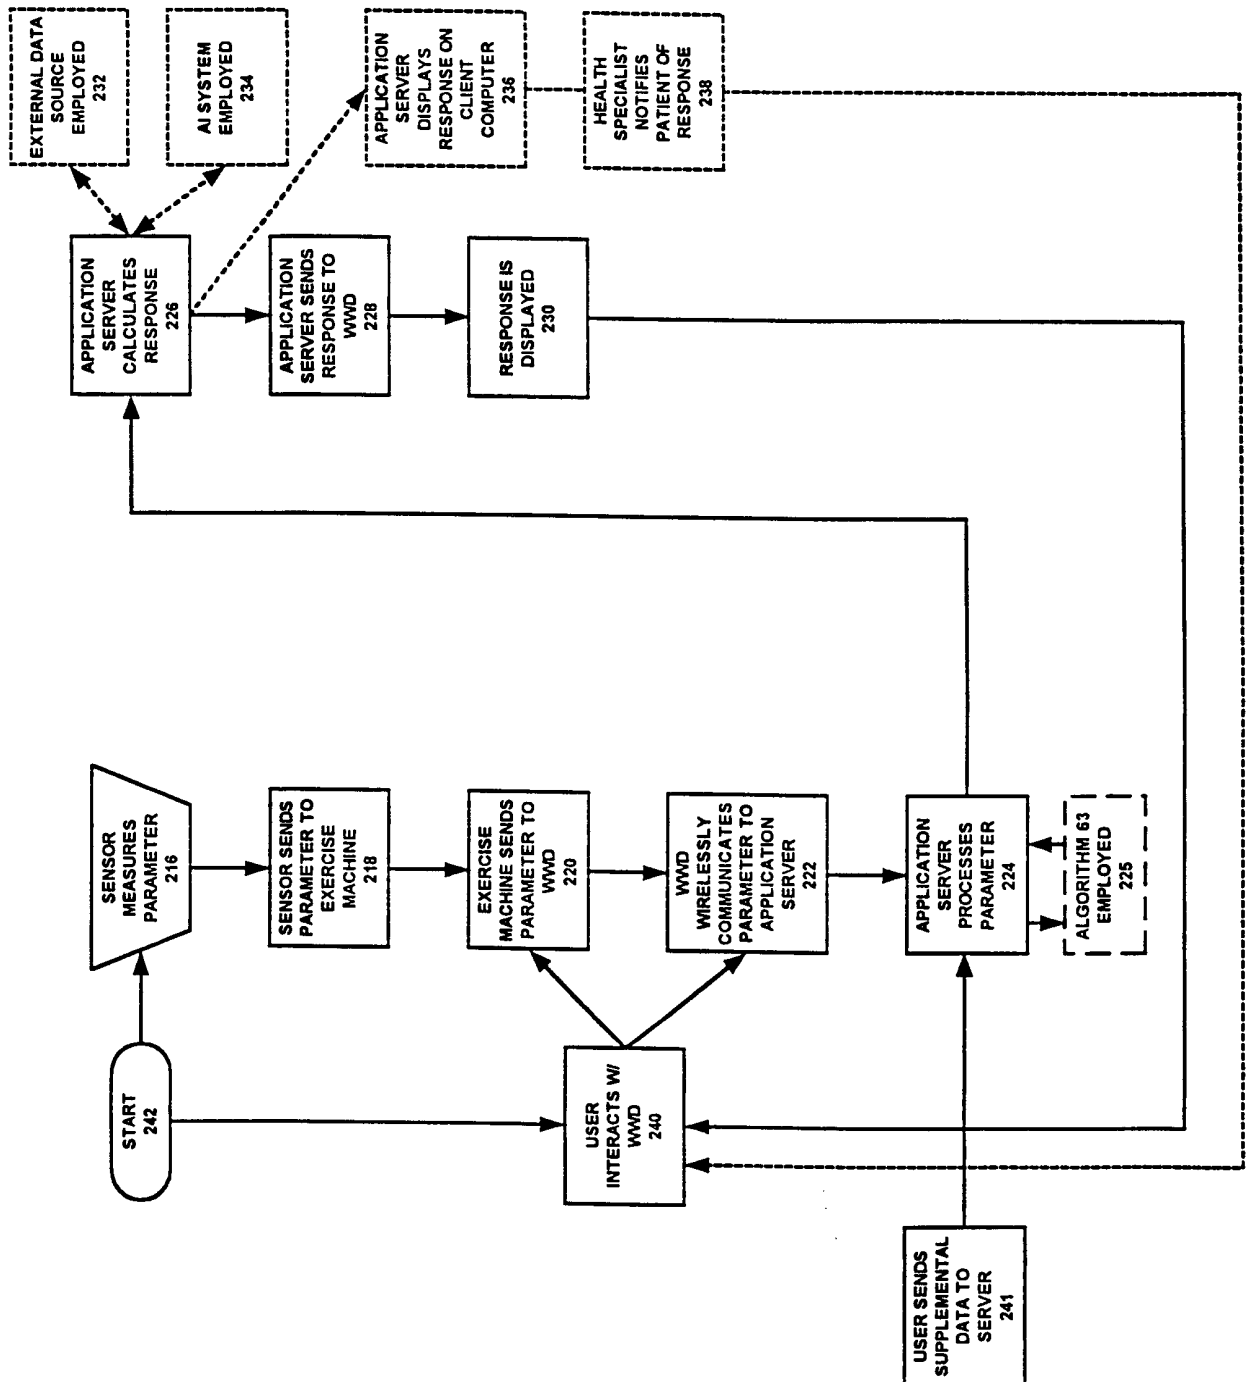 START
242
SENSOR
MEASURES
PARAMETER
216
SENSOR SENDS
PARAMETER TO
EXERCISE
MACHINE
218
USER
INTERACTS W/
WWD
240
EXERCISE
MACHINE SENDS
PARAMETER TO
WWD
220
WWD
WIRELESSLY
COMMUNICATES
PARAMETER TO
APPLICATION
SERVER
222
USER SENDS
SUPPLEMENTAL
DATA TO
SERVER
241
APPLICATION
SERVER
PROCESSES
PARAMETER
224
ALGORITHM 63
EMPLOYED
225
APPLICATION
SERVER
CALCULATES
RESPONSE
226
APPLICATION
SERVER SENDS
RESPONSE TO
WWD
228
RESPONSE IS
DISPLAYED
230
EXTERNAL DATA
SOURCE
EMPLOYED
232
AI SYSTEM
EMPLOYED
234
APPLICATION
SERVER
DISPLAYS
RESPONSE ON
CLIENT
COMPUTER
236
HEALTH
SPECIALIST
NOTIFIES
PATIENT OF
RESPONSE
238